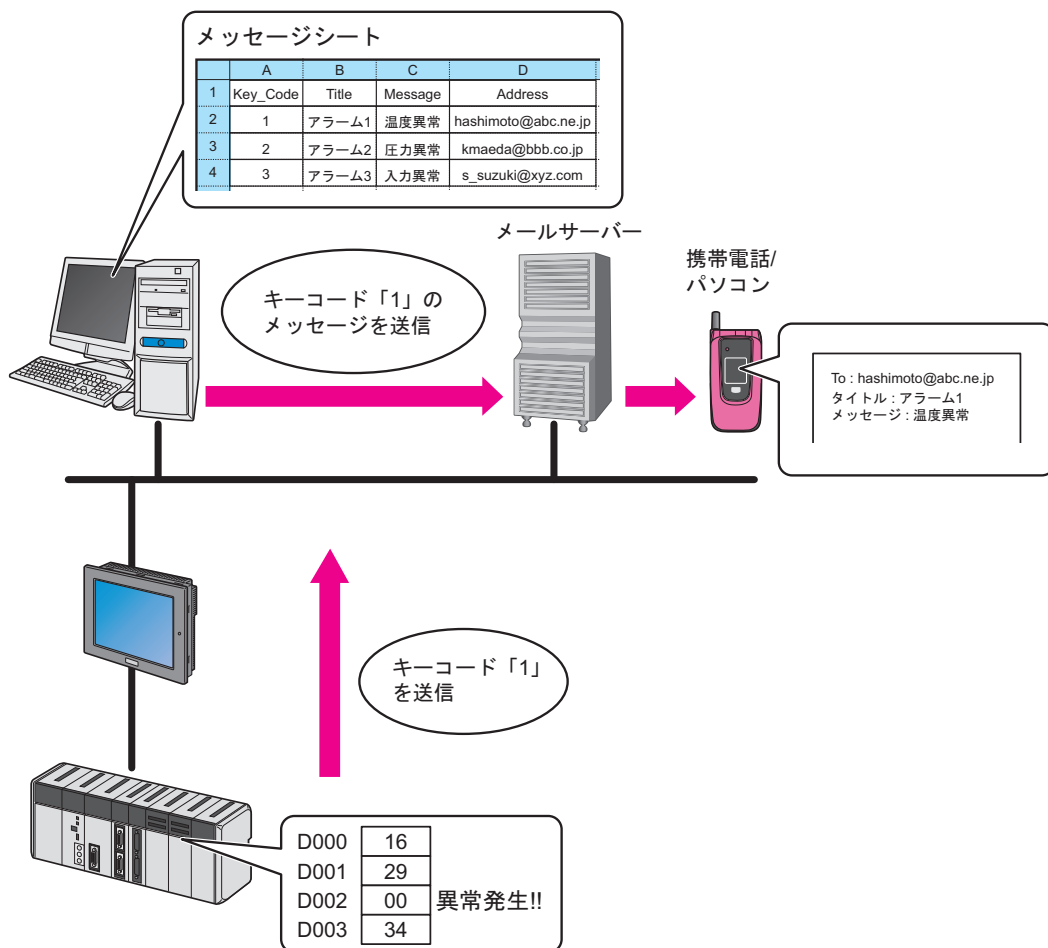 メッセージシート
A B C D
1 Key_Code Title Message Address
2 1 アラーム1 温度異常 hashimoto@abc.ne.jp
3 2 アラーム2 圧力異常 kmaeda@bbb.co.jp
4 3 アラーム3 入力異常 s_suzuki@xyz.com
メールサーバー
携帯電話/
パソコン
キーコード「1」の
メッセージを送信
To : hashimoto@abc.ne.jp
タイトル : アラーム1
メッセージ : 温度異常
キーコード「1」
を送信
D000 16
D001 29
D002 00 異常発生!!
D003 34